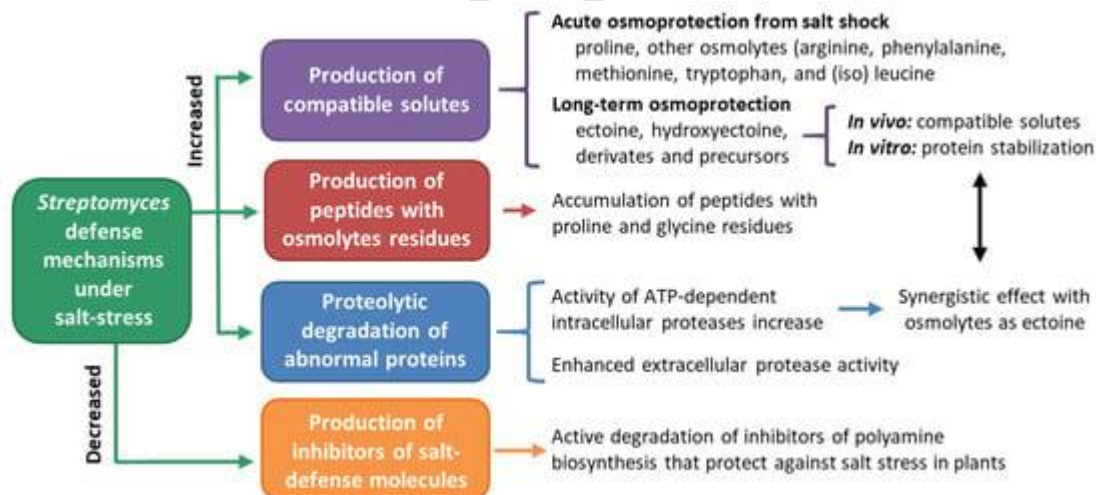 Streptomyces
defense
mechanisms
under
salt-stress
Increased
Decreased
Production of
compatible solutes
Acute osmoprotection from salt shock
proline, other osmolytes (arginine, phenylalanine,
methionine, tryptophan, and (iso) leucine
Long-term osmoprotection
ectoine, hydroxyectoine,
derivates and precursors
In vivo: compatible solutes
In vitro: protein stabilization
Production of
peptides with
osmolytes residues
Accumulation of peptides with
proline and glycine residues
Proteolytic
degradation of
abnormal proteins
Activity of ATP-dependent
intracellular proteases increase
Synergistic effect with
osmolytes as ectoine
Enhanced extracellular protease activity
Production of
inhibitors of salt-
defense molecules
Active degradation of inhibitors of polyamine
biosynthesis that protect against salt stress in plants